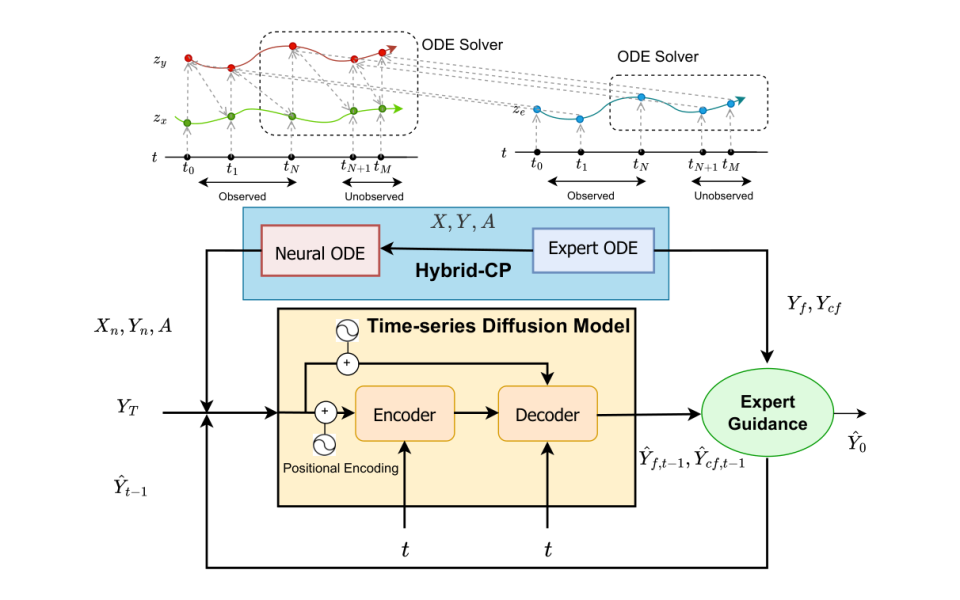 ODE Solver
z_y
z_x
t
t_0 t_1 t_N t_{N+1} t_M
Observed
Unobserved
ODE Solver
z_e
t
t_0 t_1 t_N t_{N+1} t_M
Observed
Unobserved
X, Y, A
Neural ODE
Expert ODE
Hybrid-CP
X_n, Y_n, A
Y_f, Y_{cf}
Time-series Diffusion Model
+
+
Y_T
Encoder
Decoder
Positional Encoding
Expert
Guidance
Ŷ_0
Ŷ_{f,t−1}, Ŷ_{cf,t−1}
Ŷ_{t−1}
t
t